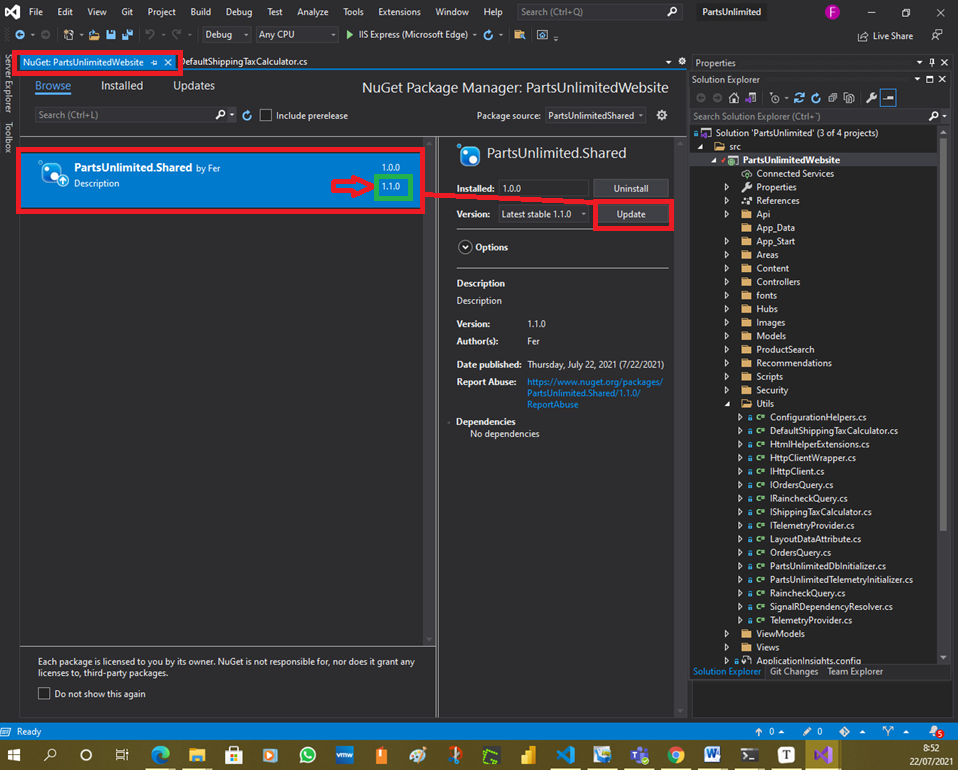 File Edit View Git Project Build Debug Test Analyze Tools Extensions Window Help Search (Ctrl+Q) PartsUnlimited F
Debug Any CPU IIS Express (Microsoft Edge) Live Share
Server Explorer
Toolbox
NuGet: PartsUnlimitedWebsite
DefaultShippingTaxCalculator.cs
Browse Installed Updates
NuGet Package Manager: PartsUnlimitedWebsite
Search (Ctrl+L)
Include prerelease
Package source: PartsUnlimitedShared
PartsUnlimited.Shared by Fer
1.0.0
Description
1.1.0
PartsUnlimited.Shared
Installed: 1.0.0 Uninstall
Version: Latest stable 1.1.0 Update
Options
Description
Description
Version: 1.1.0
Author(s): Fer
Date published: Thursday, July 22, 2021 (7/22/2021)
Report Abuse: https://www.nuget.org/packages/
PartsUnlimited.Shared/1.1.0/
ReportAbuse
Dependencies
No dependencies
Each package is licensed to you by its owner. NuGet is not responsible for, nor does it grant any
licenses to, third-party packages.
Do not show this again
Properties
Solution Explorer
Search Solution Explorer (Ctrl+¨)
Solution 'PartsUnlimited' (3 of 4 projects)
src
PartsUnlimitedWebsite
Connected Services
Properties
References
Api
App_Data
App_Start
Areas
Content
Controllers
fonts
Hubs
Images
Models
ProductSearch
Recommendations
Scripts
Security
Utils
C# ConfigurationHelpers.cs
C# DefaultShippingTaxCalculator.cs
C# HtmlHelperExtensions.cs
C# HttpClientWrapper.cs
C# IHttpClient.cs
C# IOrdersQuery.cs
C# IRaincheckQuery.cs
C# IShippingTaxCalculator.cs
C# ITelemetryProvider.cs
C# LayoutDataAttribute.cs
C# OrdersQuery.cs
C# PartsUnlimitedDbInitializer.cs
C# PartsUnlimitedTelemetryInitializer.cs
C# RaincheckQuery.cs
C# SignalRDependencyResolver.cs
C# TelemetryProvider.cs
ViewModels
Views
ApplicationInsights.config
Solution Explorer Git Changes Team Explorer
Ready
0 0 5
vmw
W
T
8:52
22/07/2021